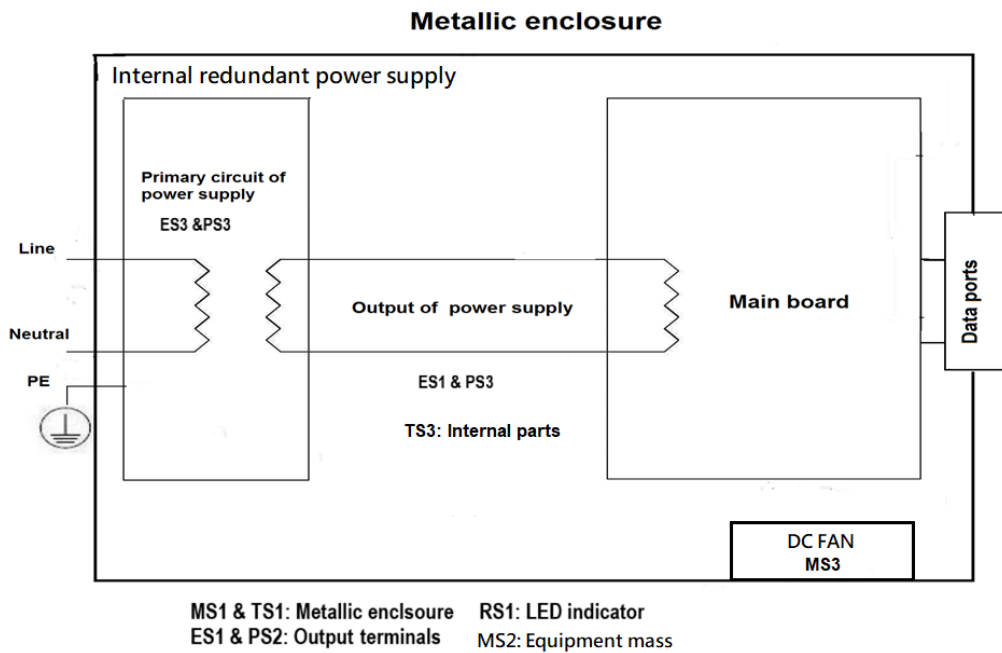 Metallic enclosure
Internal redundant power supply
Primary circuit of
power supply
ES3 &PS3
Line
Neutral
PE
Output of power supply
ES1 & PS3
TS3: Internal parts
Main board
Data ports
DC FAN
MS3
MS1 & TS1: Metallic enclsoure RS1: LED indicator
ES1 & PS2: Output terminals MS2: Equipment mass